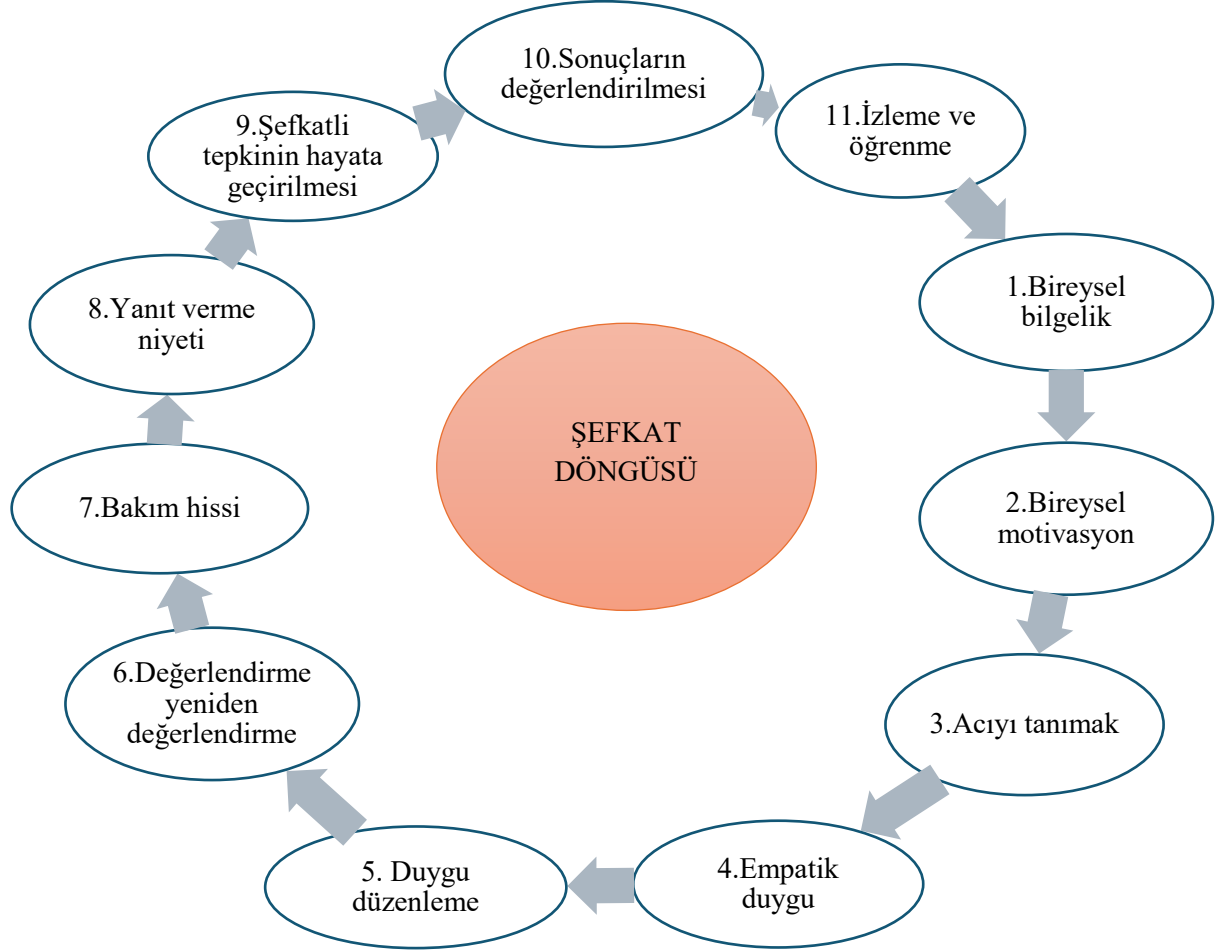 10.Sonuçların
değerlendirilmesi
11.İzleme ve
öğrenme
1.Bireysel
bilgelik
2.Bireysel
motivasyon
3.Acıyı tanımak
4.Empatik
duygu
5. Duygu
düzenleme
6.Değerlendirme
yeniden
değerlendirme
7.Bakım hissi
8.Yanıt verme
niyeti
9.Şefkatli
tepkinin hayata
geçirilmesi
ŞEFKAT
DÖNGÜSÜ